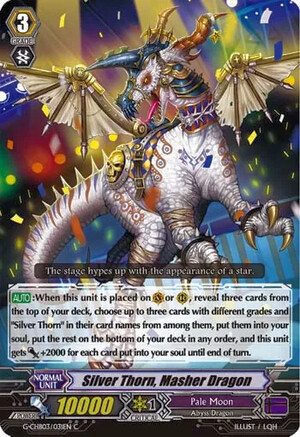 GRADE
3
The stage hypes up with the appearance of a star.
AUTO:When this unit is placed on V or R, reveal three cards from
the top of your deck, choose up to three cards with different grades and
"Silver Thorn" in their card names from among them, put them into your
soul, put the rest on the bottom of your deck in any order, and this unit
gets +2000 for each card put into your soul until end of turn.
NORMAL UNIT
Silver Thorn, Masher Dragon
POWER
10000
1
CRITICAL
Pale Moon
Abyss Dragon
G-CHB03/031EN C
ILLUST / LQH